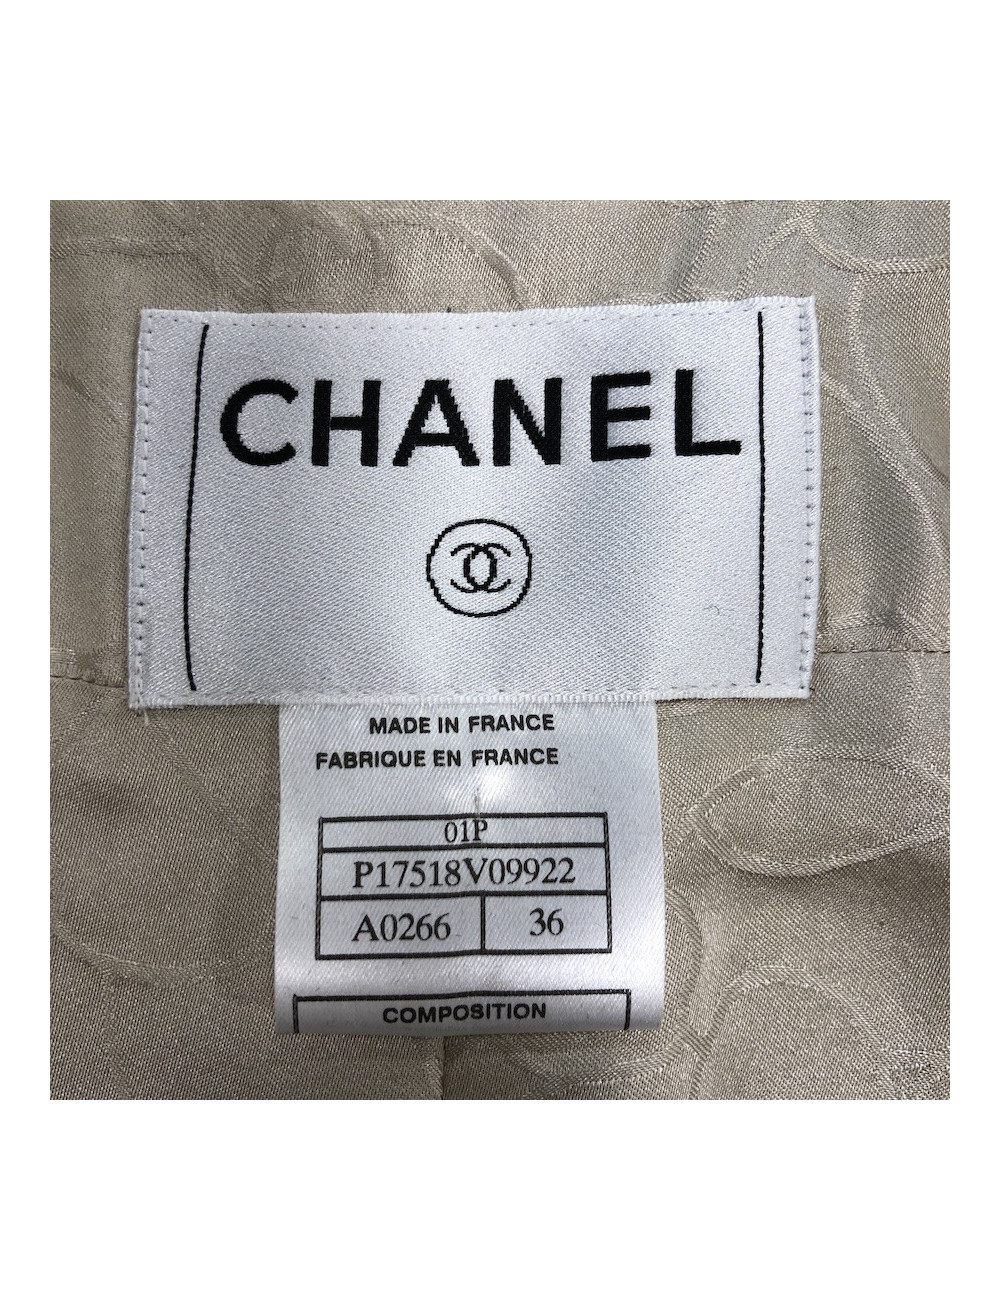 CHANEL
MADE IN FRANCE
FABRIQUE EN FRANCE
01P
P17518V09922
A0266 36
COMPOSITION